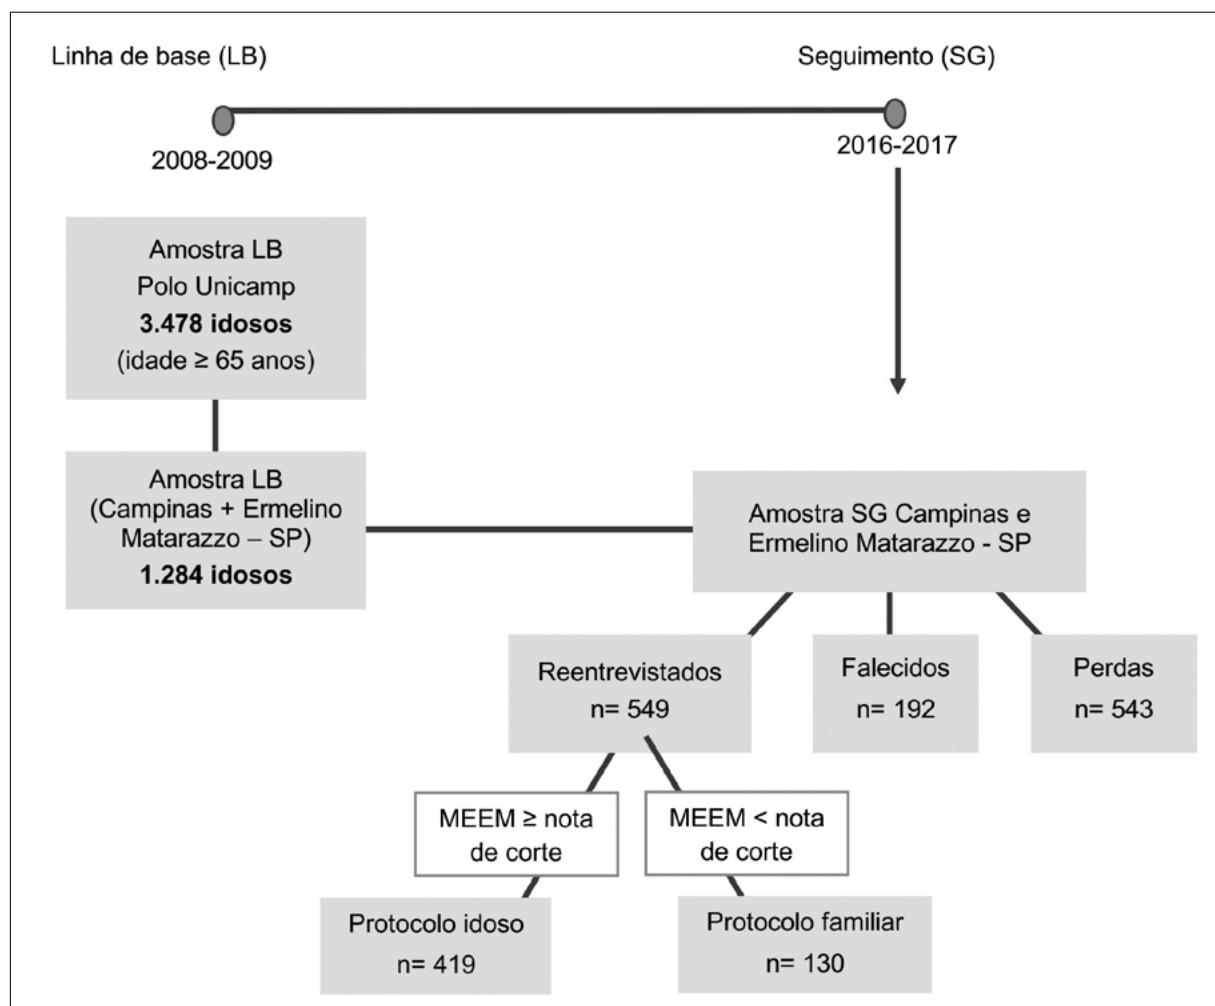 Linha de base (LB)
Seguimento (SG)
2008-2009
2016-2017
Amostra LB
Polo Unicamp
3.478 idosos
(idade ≥ 65 anos)
Amostra LB
(Campinas + Ermelino
Matarazzo – SP)
1.284 idosos
Amostra SG Campinas e
Ermelino Matarazzo - SP
Reentrevistados
n= 549
Falecidos
n= 192
Perdas
n= 543
MEEM ≥ nota
de corte
MEEM < nota
de corte
Protocolo idoso
n= 419
Protocolo familiar
n= 130